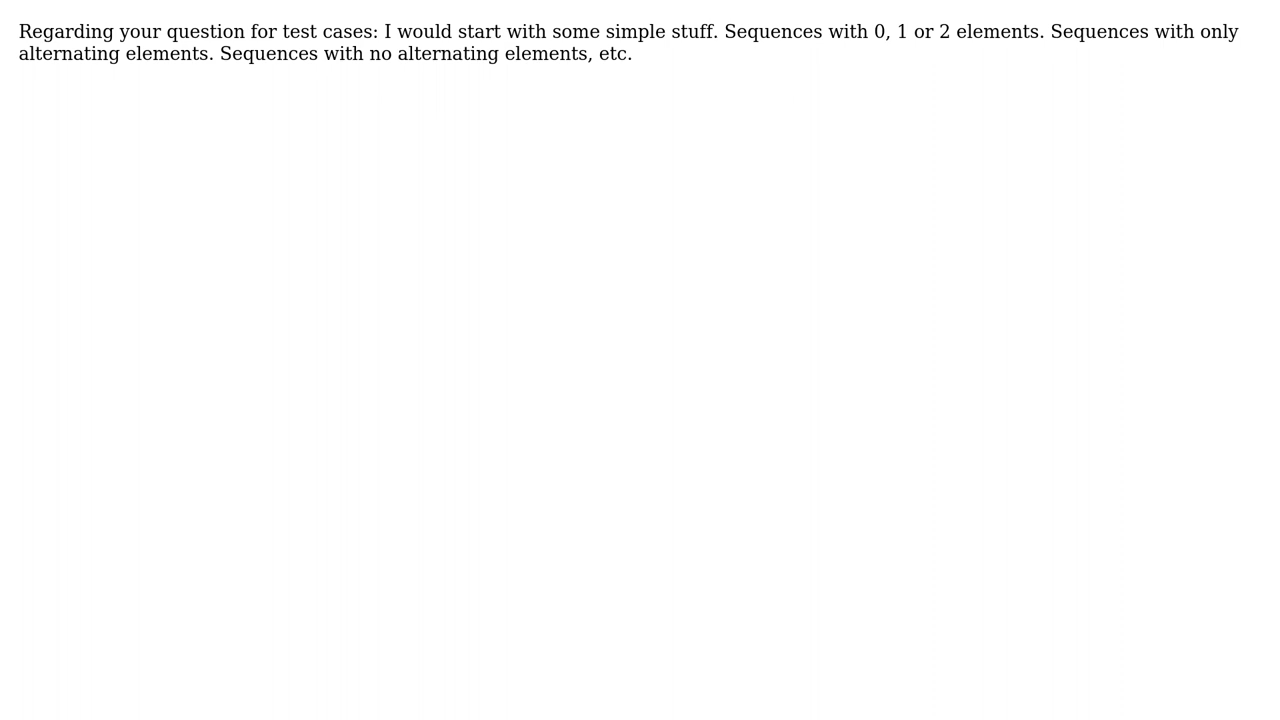 Regarding your question for test cases: I would start with some simple stuff. Sequences with 0, 1 or 2 elements. Sequences with only
alternating elements. Sequences with no alternating elements, etc.